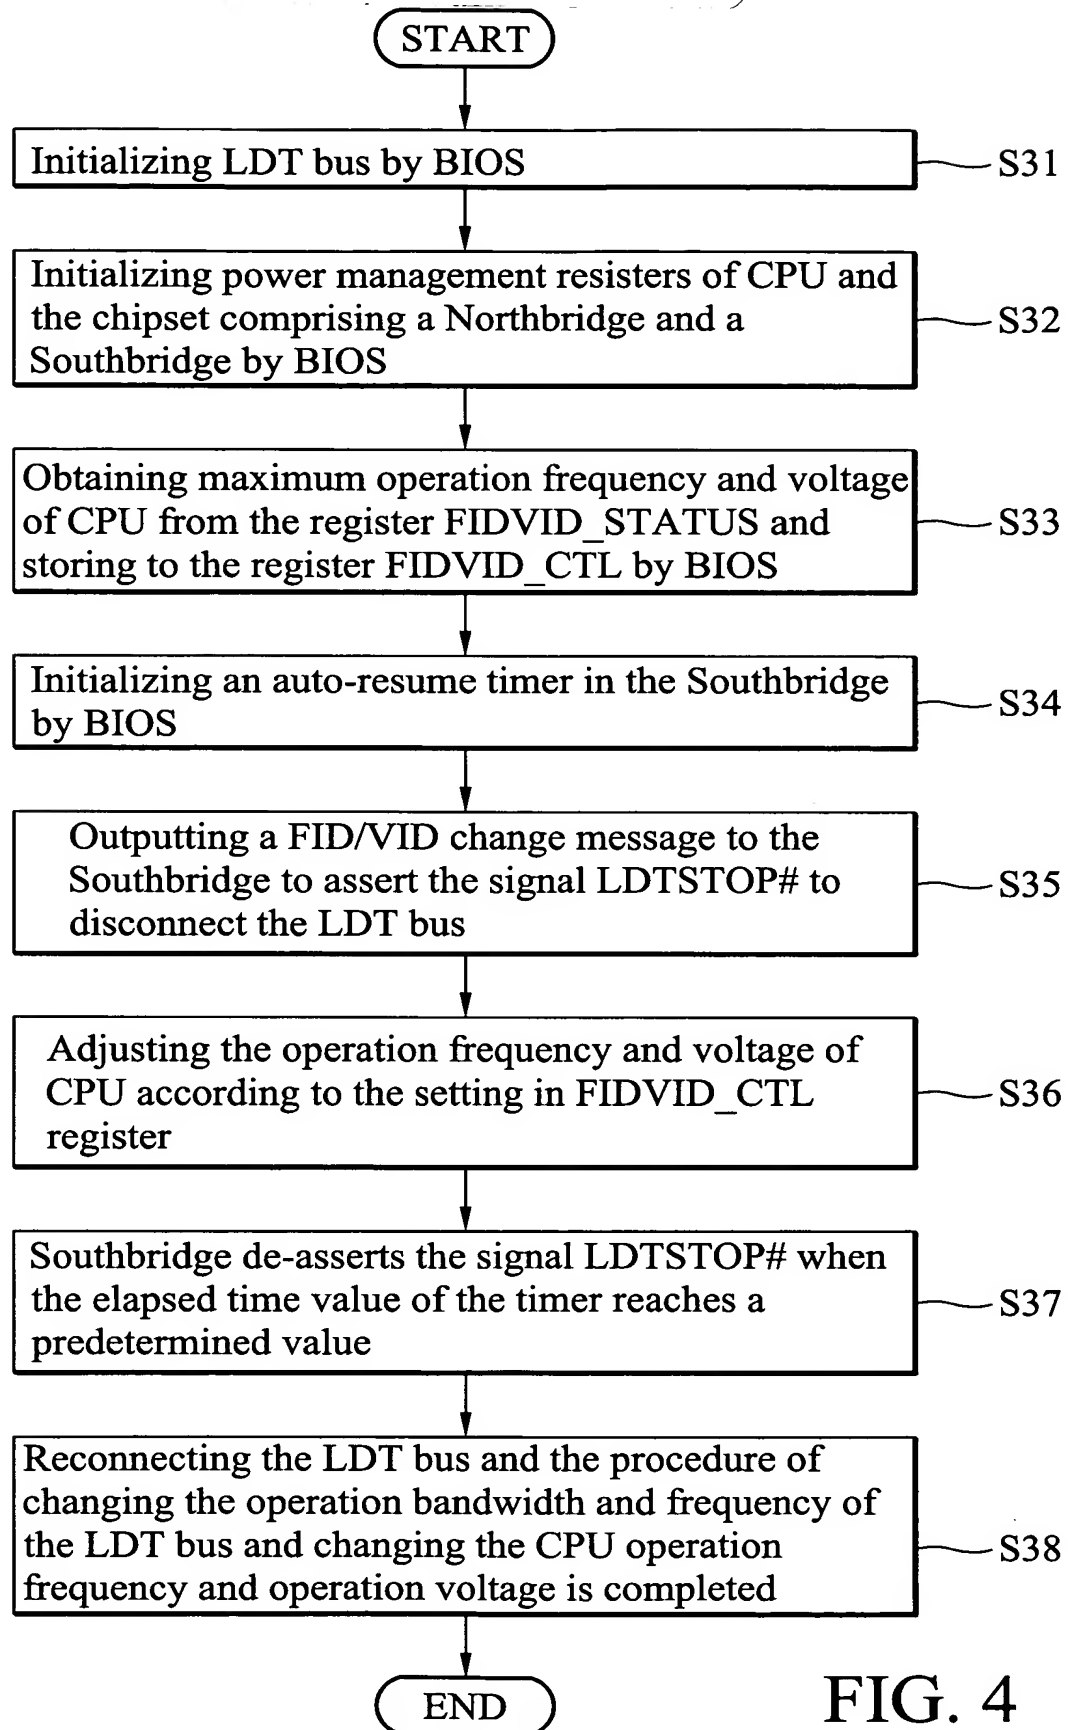 START
Initializing LDT bus by BIOS
S31
Initializing power management resisters of CPU and
the chipset comprising a Northbridge and a
Southbridge by BIOS
S32
Obtaining maximum operation frequency and voltage
of CPU from the register FIDVID_STATUS and
storing to the register FIDVID_CTL by BIOS
S33
Initializing an auto-resume timer in the Southbridge
by BIOS
S34
Outputting a FID/VID change message to the
Southbridge to assert the signal LDTSTOP# to
disconnect the LDT bus
S35
Adjusting the operation frequency and voltage of
CPU according to the setting in FIDVID_CTL
register
S36
Southbridge de-asserts the signal LDTSTOP# when
the elapsed time value of the timer reaches a
predetermined value
S37
Reconnecting the LDT bus and the procedure of
changing the operation bandwidth and frequency of
the LDT bus and changing the CPU operation
frequency and operation voltage is completed
S38
END
FIG. 4